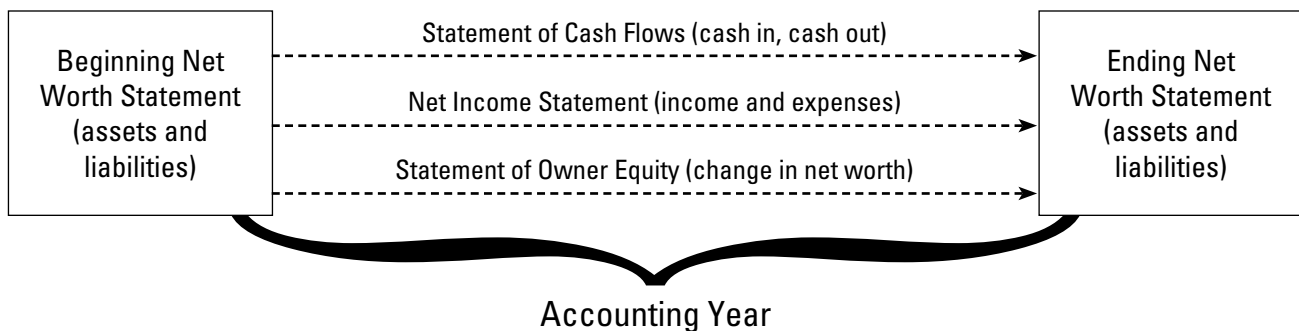 Beginning Net
Worth Statement
(assets and
liabilities)
Statement of Cash Flows (cash in, cash out)
Net Income Statement (income and expenses)
Statement of Owner Equity (change in net worth)
Ending Net
Worth Statement
(assets and
liabilities)
Accounting Year